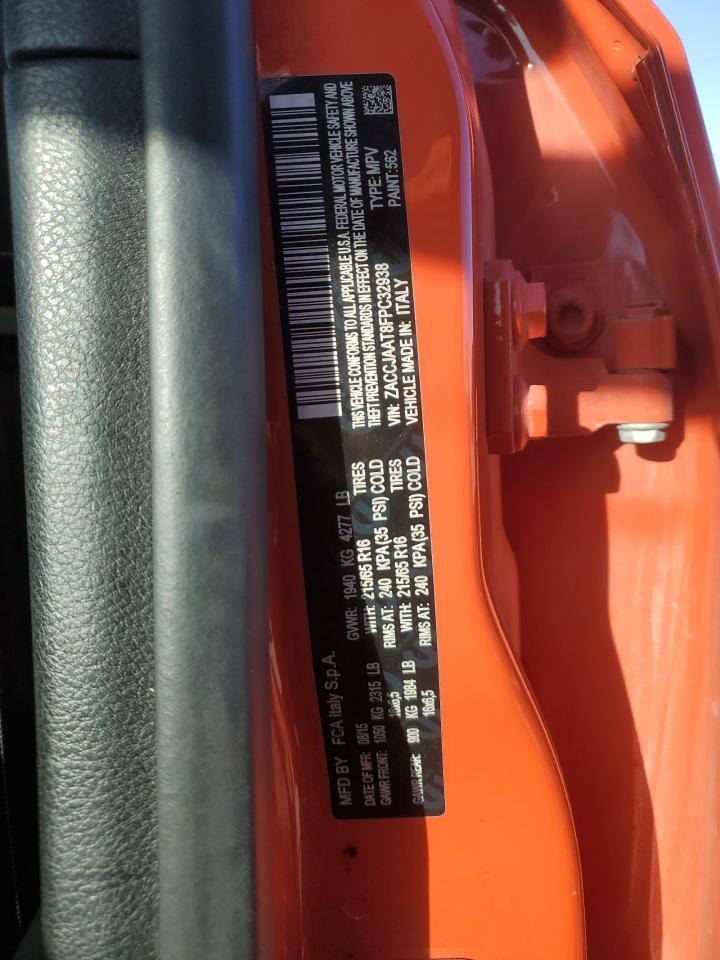 MFD BY FCA Italy S.p.A.
DATE OF MFR: 08/15 GVWR: 1940 KG 4277 LB
GAWR FRONT: 1050 KG 2315 LB WITH: 215/65 R16 TIRES
16x6,5 RIMS AT: 240 KPA(35 PSI) COLD
GAWR REAR: 900 KG 1984 LB WITH: 215/65 R16 TIRES
16x6,5 RIMS AT: 240 KPA(35 PSI) COLD
THIS VEHICLE CONFORMS TO ALL APPLICABLE U.S.A. FEDERAL MOTOR VEHICLE SAFETY AND
THEFT PREVENTION STANDARDS IN EFFECT ON THE DATE OF MANUFACTURE SHOWN ABOVE
VIN: ZACCJAAT8FPC32938 TYPE: MPV
VEHICLE MADE IN: ITALY PAINT: 562